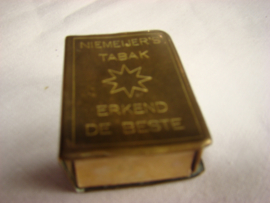 NIEMEIJER'S
TABAK
ERKEND
DE BESTE